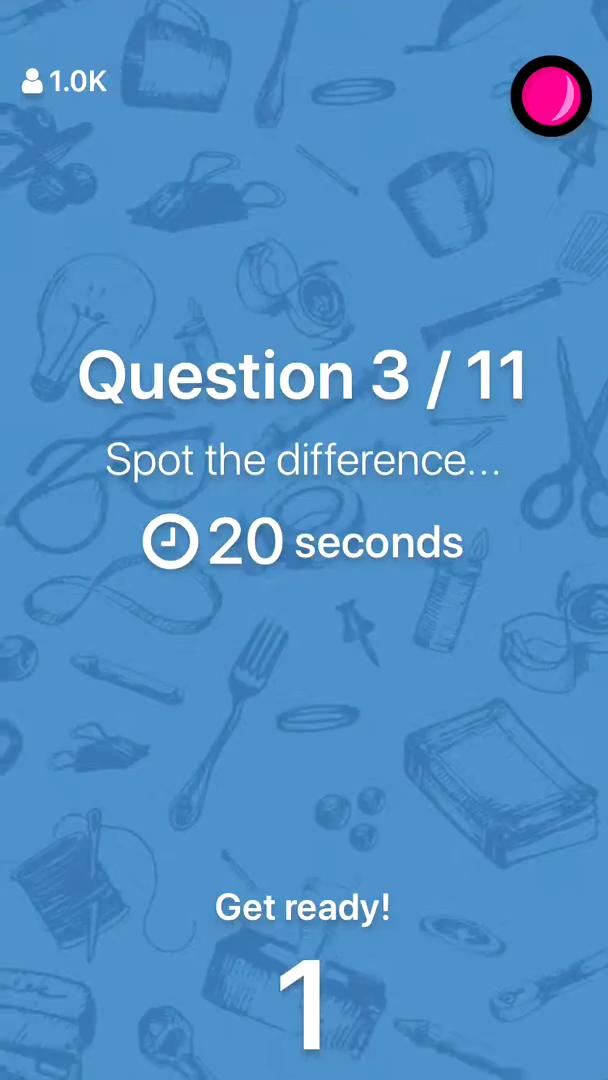 1.0K
Question 3 / 11
Spot the difference...
20 seconds
Get ready!
1